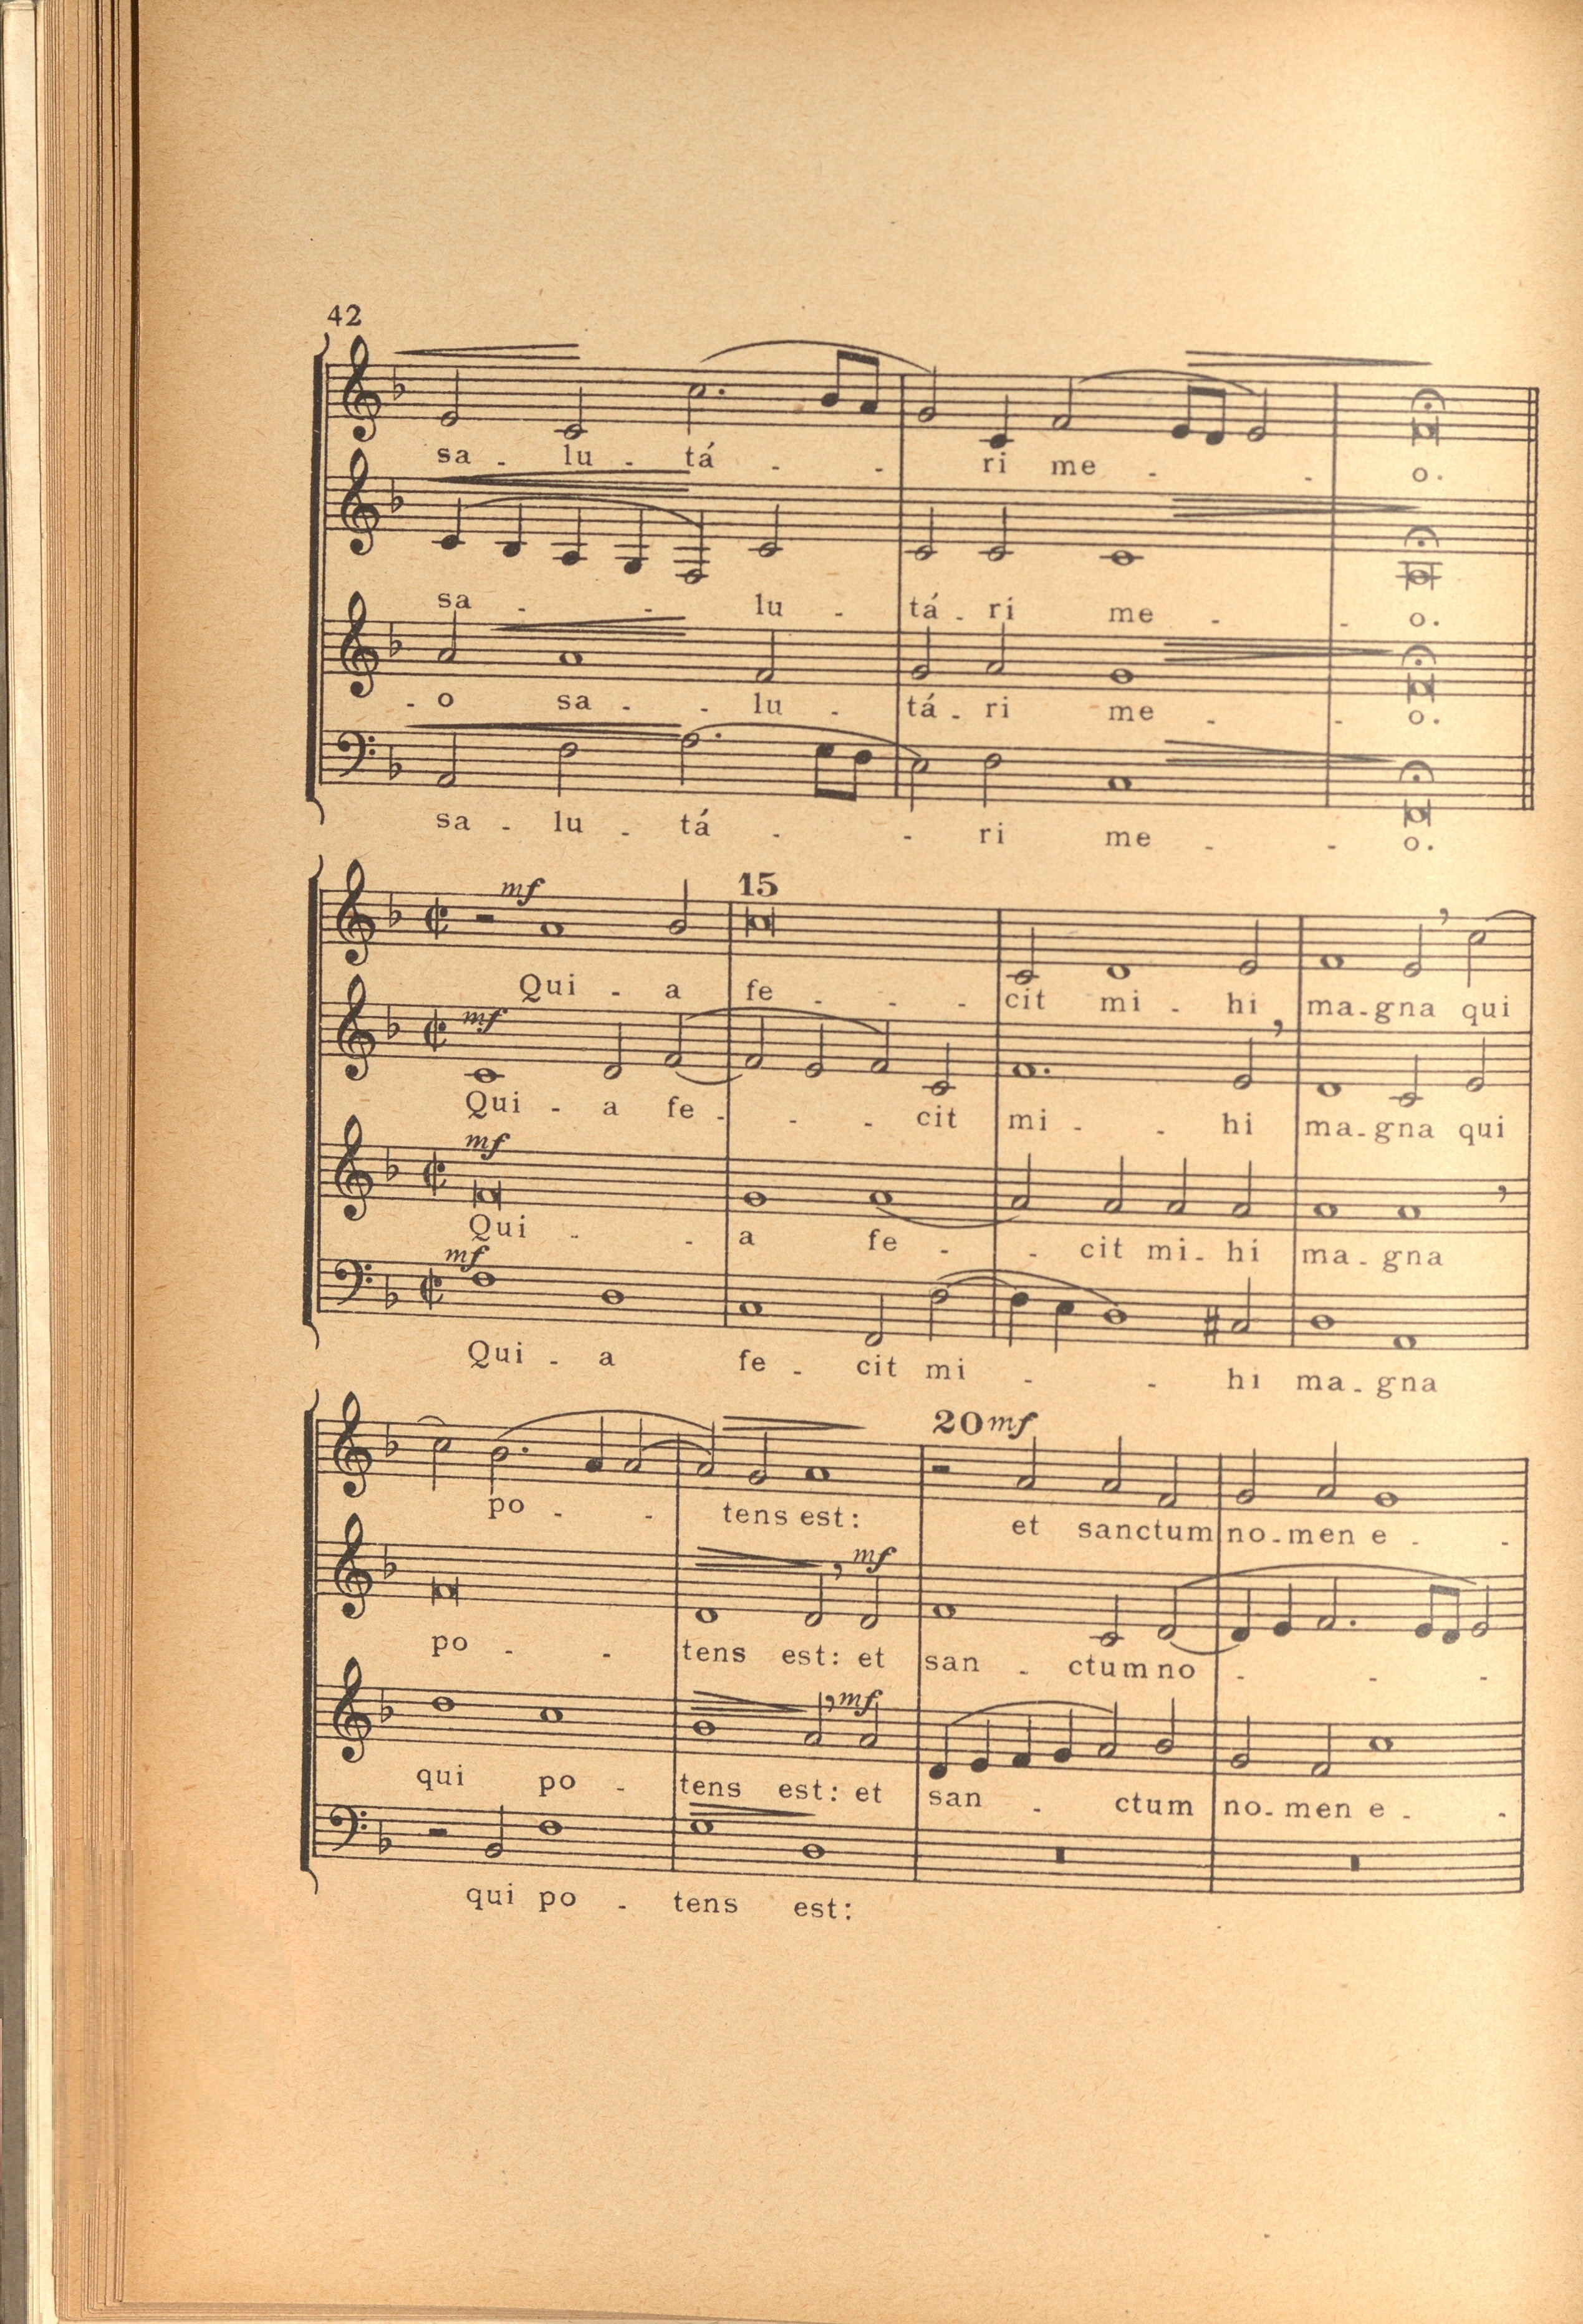 42
sa - lu - tá - - ri me - - o.
sa - - lu - tá - ri me - - o.
- o sa - - lu - tá - ri me - - o.
sa - lu - tá - - ri me - - o.
mf 15
Qui - a fe - - - cit mi - hi ma - gna qui
mf
Qui - a fe - - - cit mi - - hi ma - gna qui
mf
Qui - - a fe - - cit mi - hi ma - gna
mf
Qui - a fe - cit mi - - hi ma - gna
20 mf
po - - tens est: et sanctum no - men e - -
mf
po - - tens est: et san - ctum no - - -
mf
qui po - tens est: et san - ctum no - men e - -
qui po - tens est: